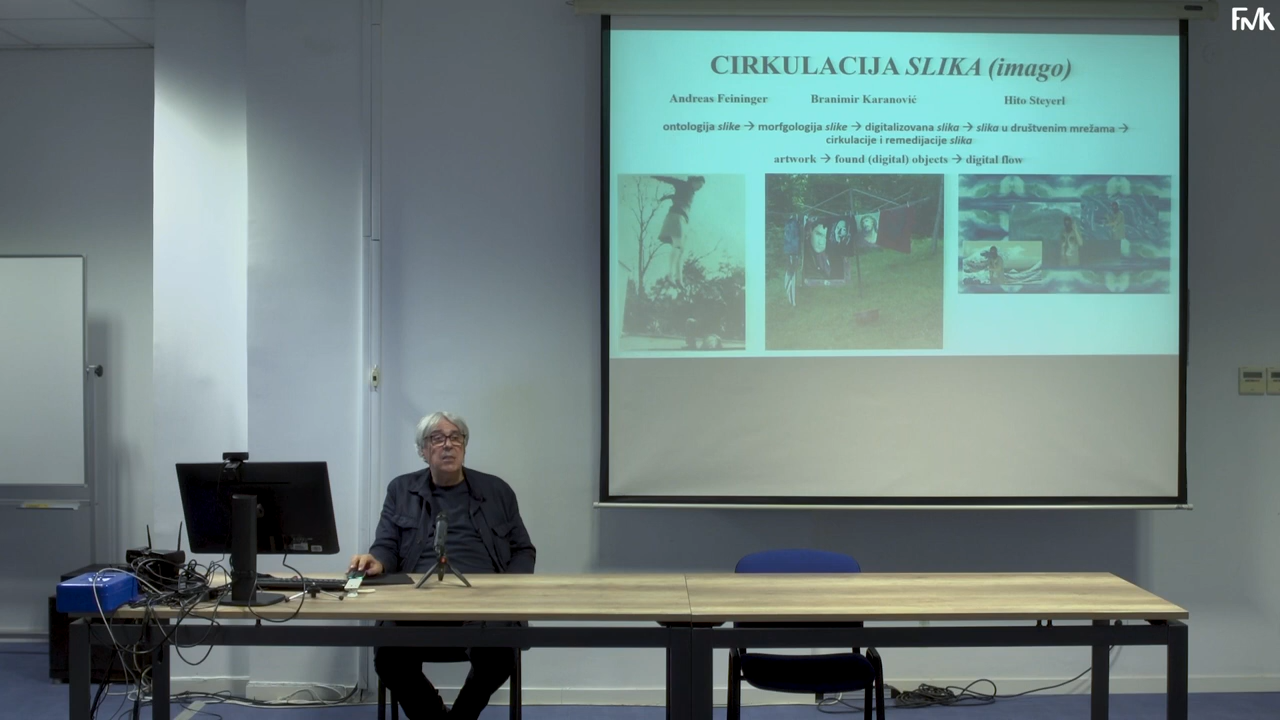 FMK
CIRKULACIJA SLIKA (imago)
Andreas Feininger Branimir Karanović Hito Steyerl
ontologija slike → morfgologija slike → digitalizovana slika → slika u društvenim mrežama →
cirkulacije i remedijacije slika
artwork → found (digital) objects → digital flow